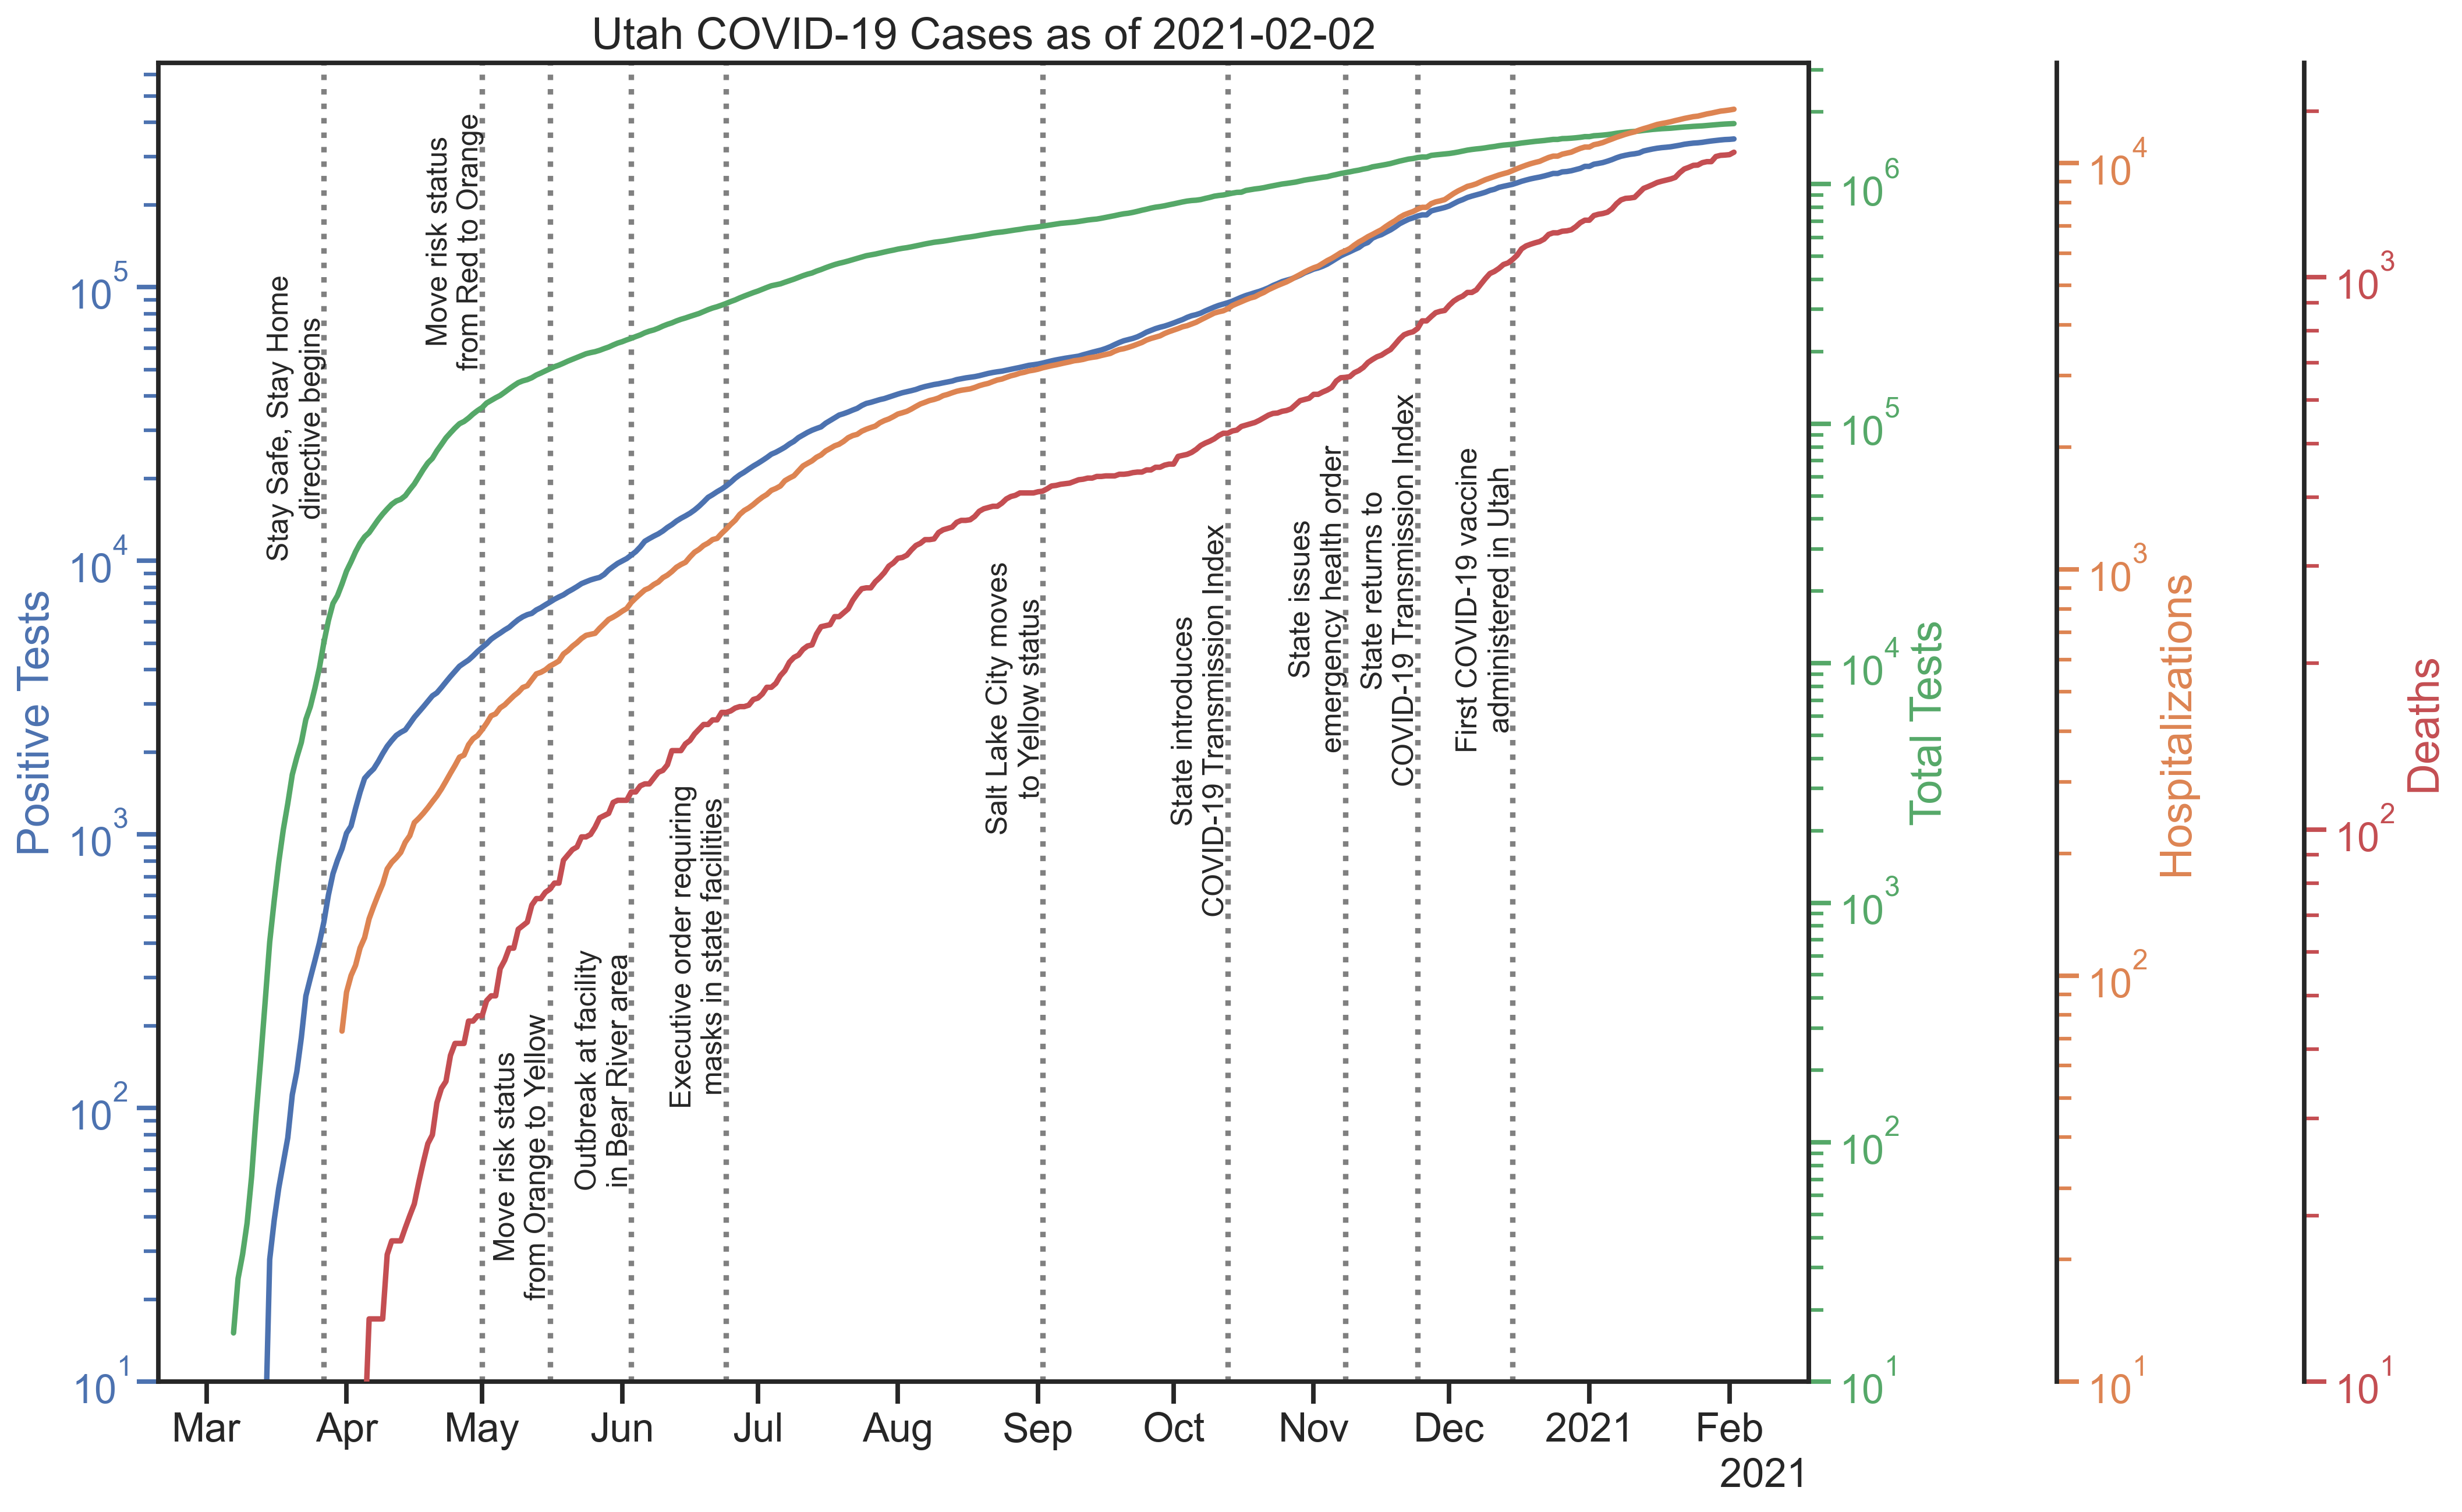 Utah COVID-19 Cases as of 2021-02-02
Positive Tests
10^5
10^4
10^3
10^2
10^1
Stay Safe, Stay Home
directive begins
Move risk status
from Red to Orange
Move risk status
from Orange to Yellow
Outbreak at facility
in Bear River area
Executive order requiring
masks in state facilities
Salt Lake City moves
to Yellow status
State introduces
COVID-19 Transmission Index
State issues
emergency health order
State returns to
COVID-19 Transmission Index
First COVID-19 vaccine
administered in Utah
10^6
10^5
10^4
10^3
10^2
10^1
Total Tests
10^4
10^3
10^2
10^1
Hospitalizations
10^3
10^2
10^1
Deaths
Mar Apr May Jun Jul Aug Sep Oct Nov Dec 2021 Feb
2021